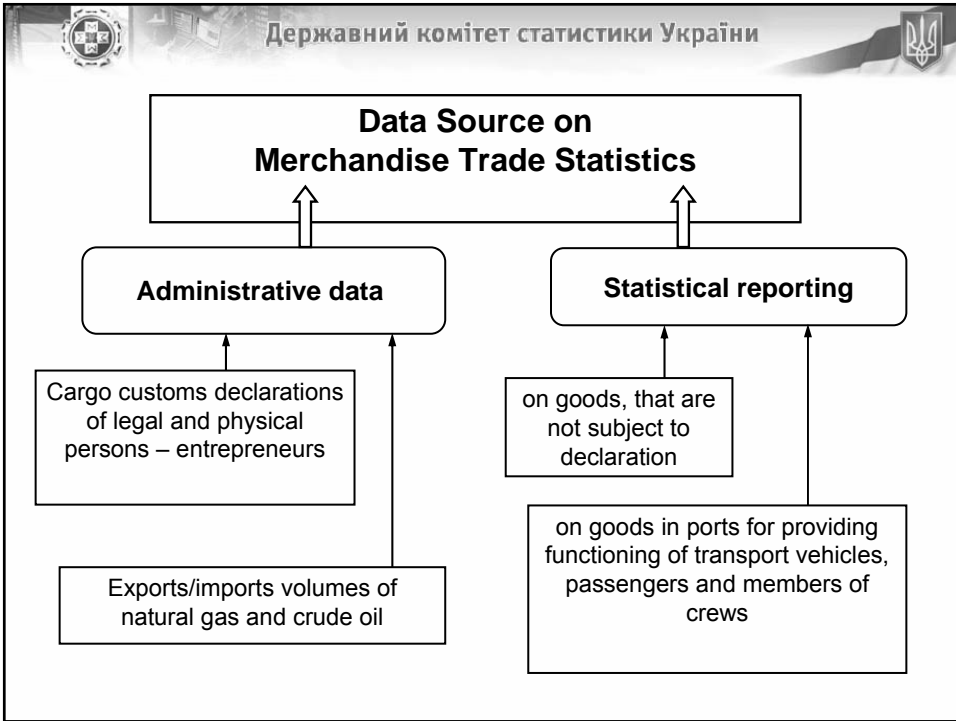 Державний комітет статистики України
Data Source on
Merchandise Trade Statistics
Administrative data
Statistical reporting
Cargo customs declarations
of legal and physical
persons – entrepreneurs
on goods, that are
not subject to
declaration
Exports/imports volumes of
natural gas and crude oil
on goods in ports for providing
functioning of transport vehicles,
passengers and members of
crews